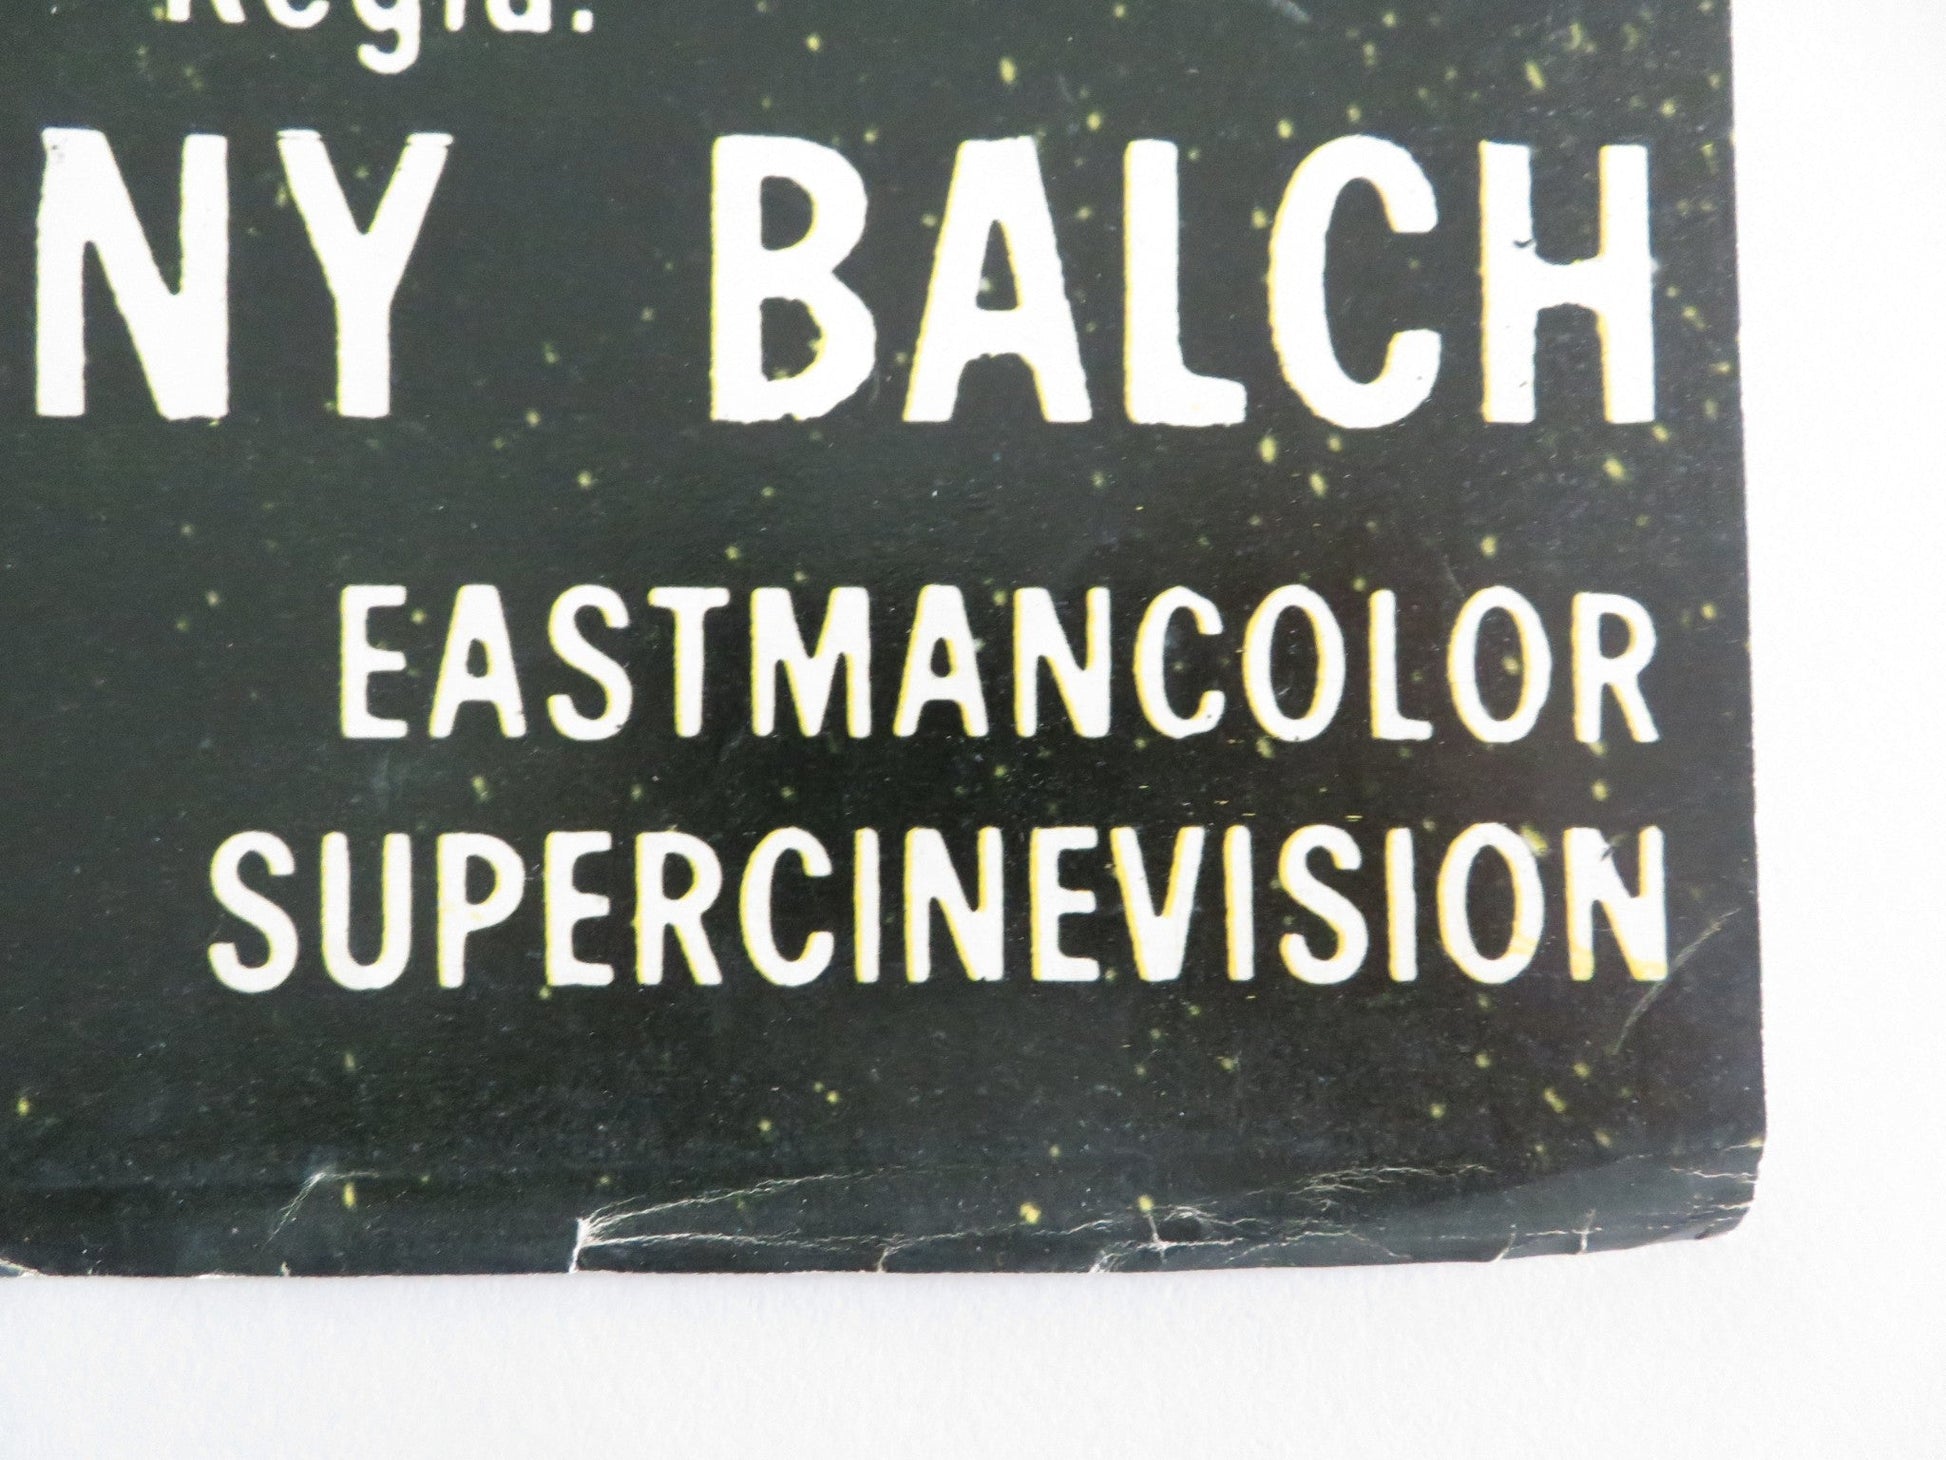 Regia:
NY BALCH
EASTMANCOLOR
SUPERCINEVISION